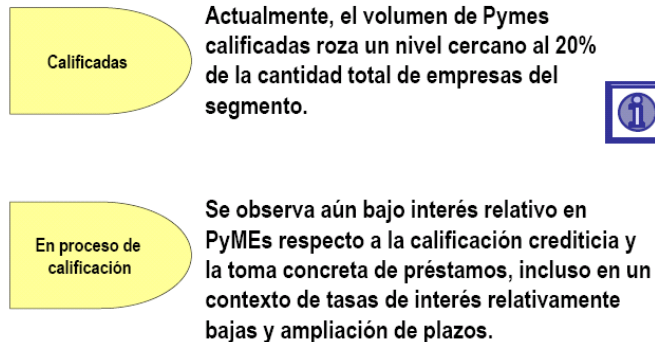 Calificadas
Actualmente, el volumen de Pymes
calificadas roza un nivel cercano al 20%
de la cantidad total de empresas del
segmento.
En proceso de
calificación
Se observa aún bajo interés relativo en
PyMEs respecto a la calificación crediticia y
la toma concreta de préstamos, incluso en un
contexto de tasas de interés relativamente
bajas y ampliación de plazos.